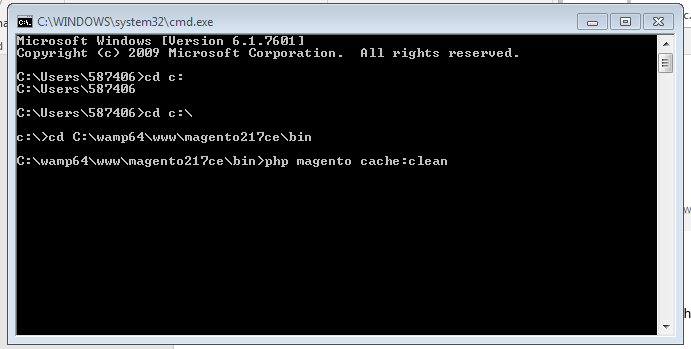 C:\WINDOWS\system32\cmd.exe
Microsoft Windows [Version 6.1.7601]
Copyright (c) 2009 Microsoft Corporation.  All rights reserved.
C:\Users\587406>cd c:
C:\Users\587406
C:\Users\587406>cd c:\
c:\>cd C:\wamp64\www\magento217ce\bin
C:\wamp64\www\magento217ce\bin>php magento cache:clean